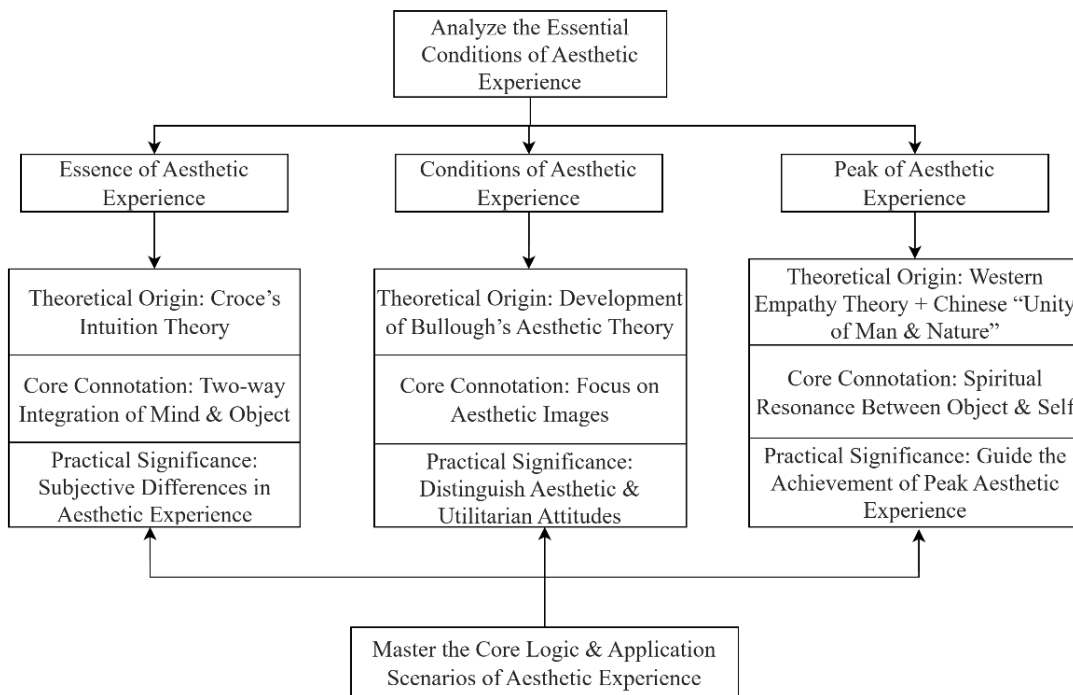 Analyze the Essential
Conditions of Aesthetic
Experience
Essence of Aesthetic
Experience
Conditions of Aesthetic
Experience
Peak of Aesthetic
Experience
Theoretical Origin: Croce’s
Intuition Theory
Core Connotation: Two-way
Integration of Mind & Object
Practical Significance:
Subjective Differences in
Aesthetic Experience
Theoretical Origin: Development
of Bullough’s Aesthetic Theory
Core Connotation: Focus on
Aesthetic Images
Practical Significance:
Distinguish Aesthetic &
Utilitarian Attitudes
Theoretical Origin: Western
Empathy Theory + Chinese “Unity
of Man & Nature”
Core Connotation: Spiritual
Resonance Between Object & Self
Practical Significance: Guide the
Achievement of Peak Aesthetic
Experience
Master the Core Logic & Application
Scenarios of Aesthetic Experience